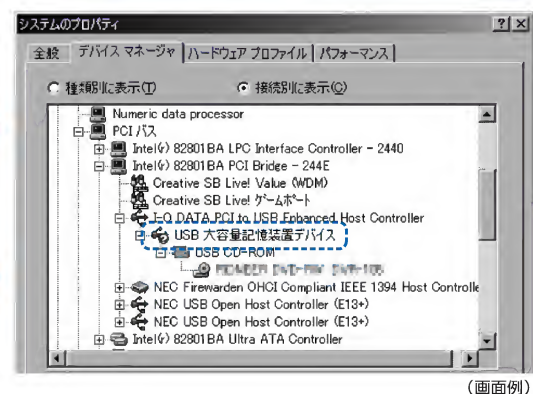 システムのプロパティ
全般 デバイス マネージャ ハードウェア プロファイル パフォーマンス
種類別に表示(T) 接続別に表示(C)
Numeric data processor
PCI バス
Intel(r) 82801BA LPC Interface Controller - 2440
Intel(r) 82801BA PCI Bridge - 244E
Creative SB Live! Value (WDM)
Creative SB Live! ゲームポート
I-O DATA PCI to USB Enhanced Host Controller
USB 大容量記憶装置デバイス
USB CD-ROM
PIONEER DVD-RW DVR-105
NEC Firewarden OHCI Compliant IEEE 1394 Host Controlle
NEC USB Open Host Controller (E13+)
NEC USB Open Host Controller (E13+)
Intel(r) 82801BA Ultra ATA Controller
(画面例)